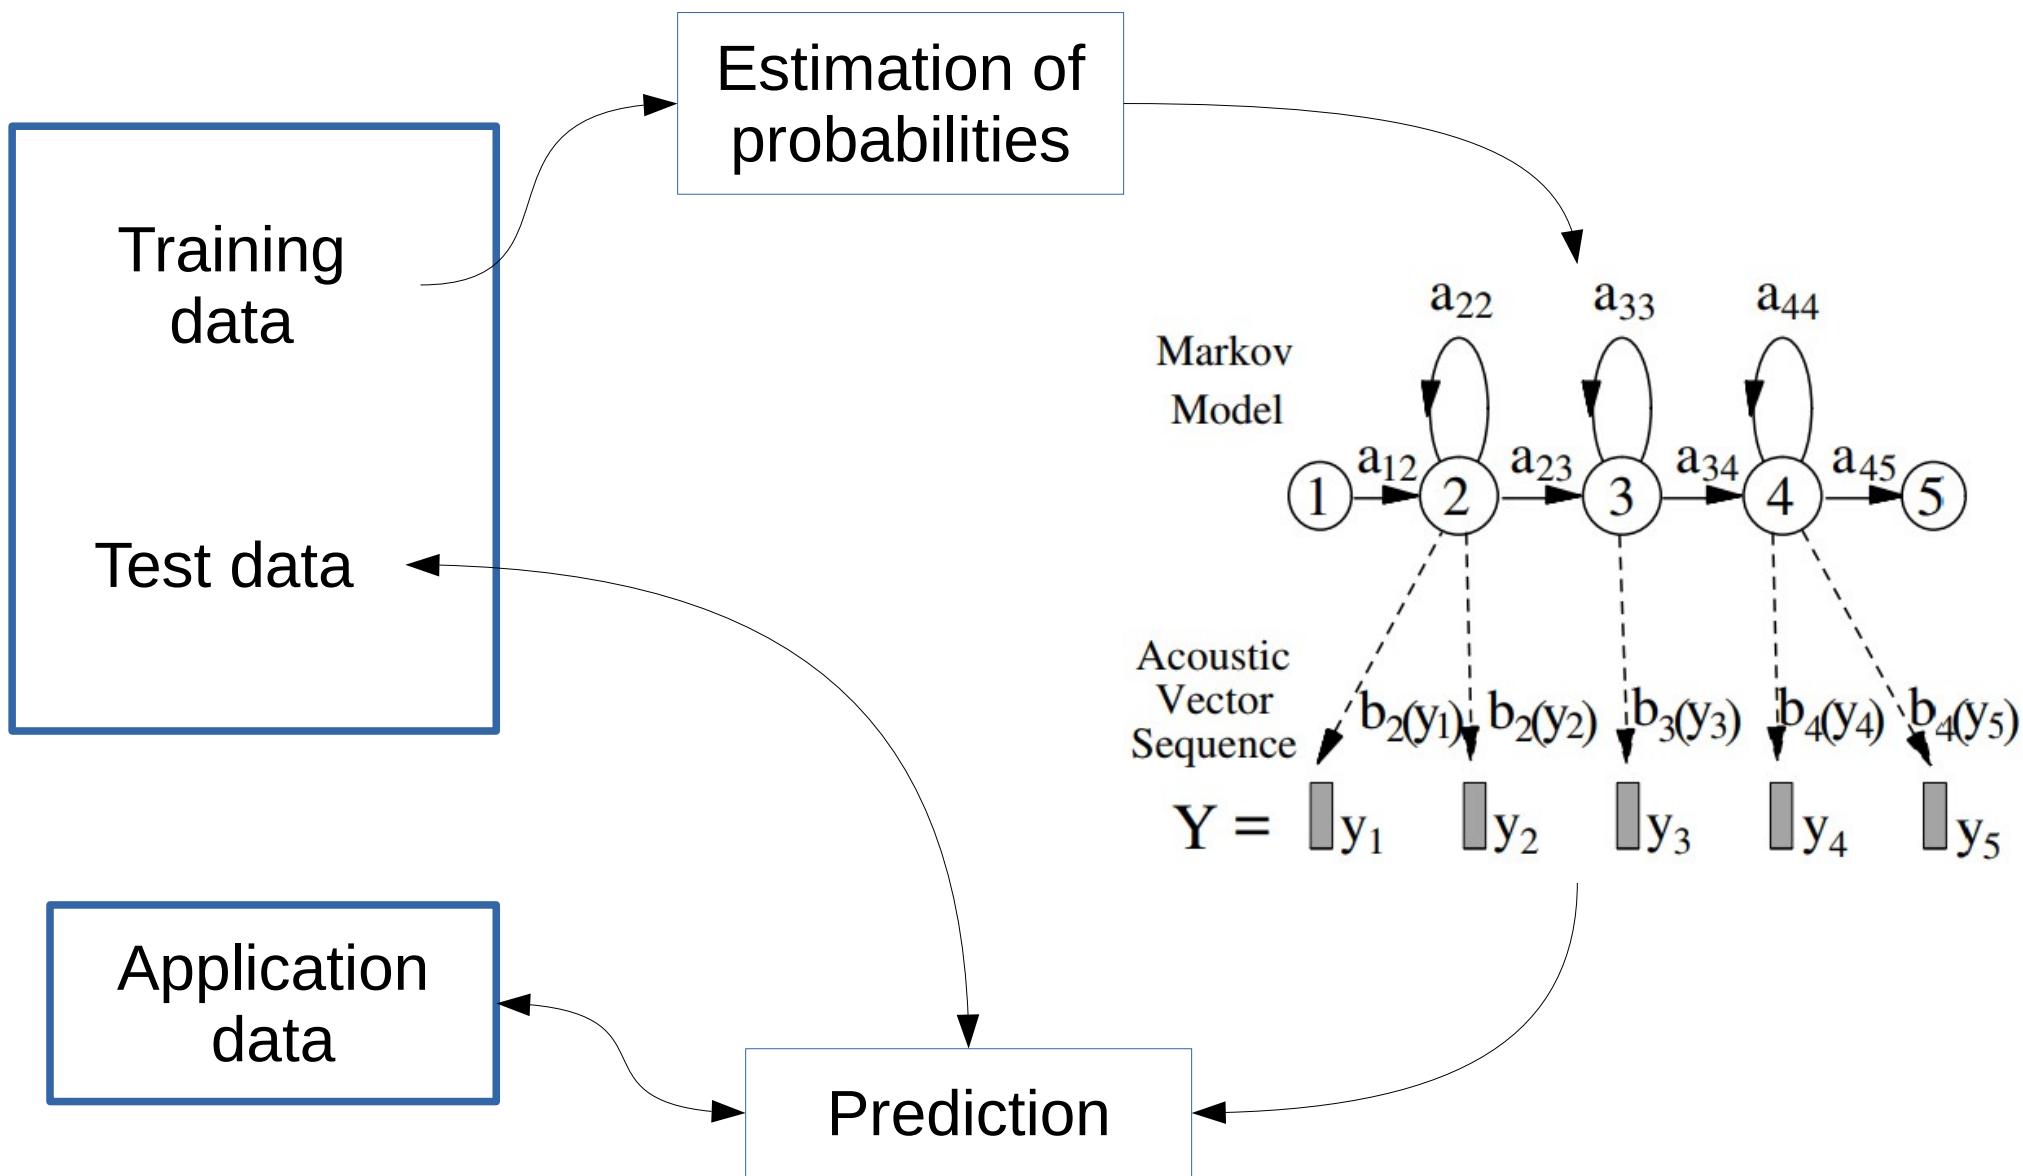 Estimation of
probabilities
Training
data
Test data
Application
data
Prediction
a₂₂ a₃₃ a₄₄
Markov
Model
a₁₂ a₂₃ a₃₄ a₄₅
1 2 3 4 5
Acoustic
Vector
Sequence
b₂(y₁) b₂(y₂) b₃(y₃) b₄(y₄) b₄(y₅)
Y = y₁ y₂ y₃ y₄ y₅